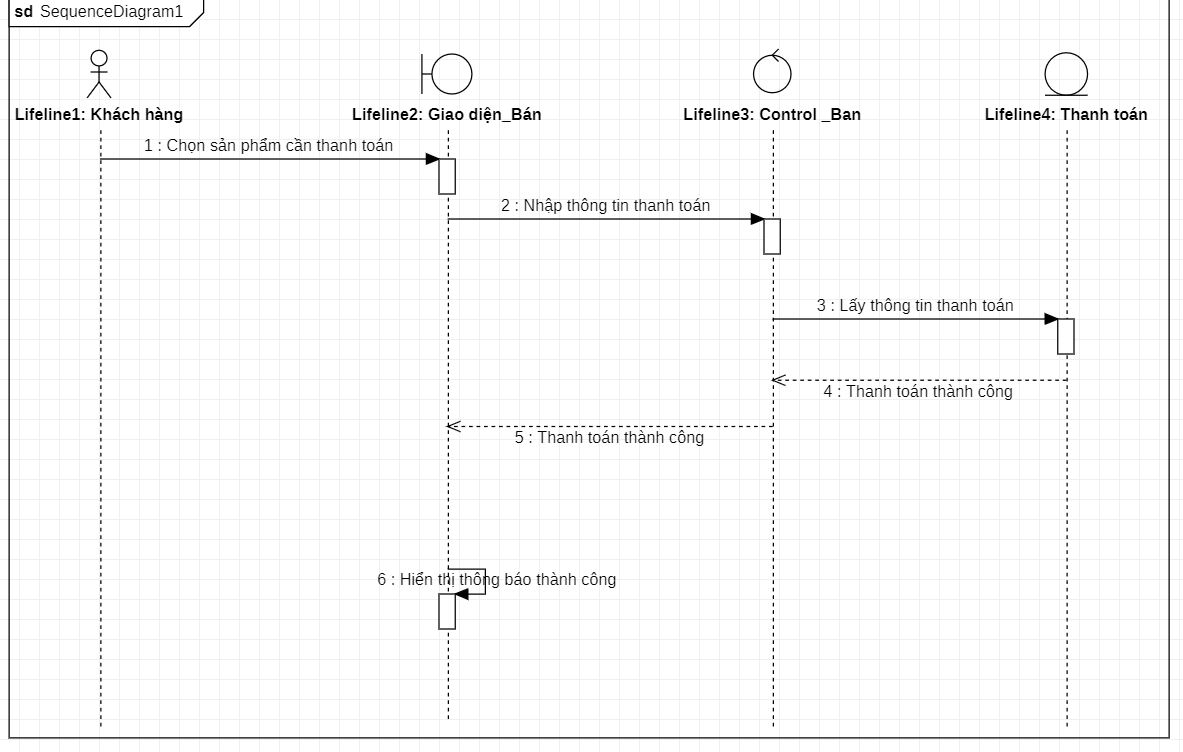 sd SequenceDiagram1
Lifeline1: Khách hàng
Lifeline2: Giao diện_Bán
Lifeline3: Control _Ban
Lifeline4: Thanh toán
1 : Chọn sản phẩm cần thanh toán
2 : Nhập thông tin thanh toán
3 : Lấy thông tin thanh toán
4 : Thanh toán thành công
5 : Thanh toán thành công
6 : Hiển thị thông báo thành công